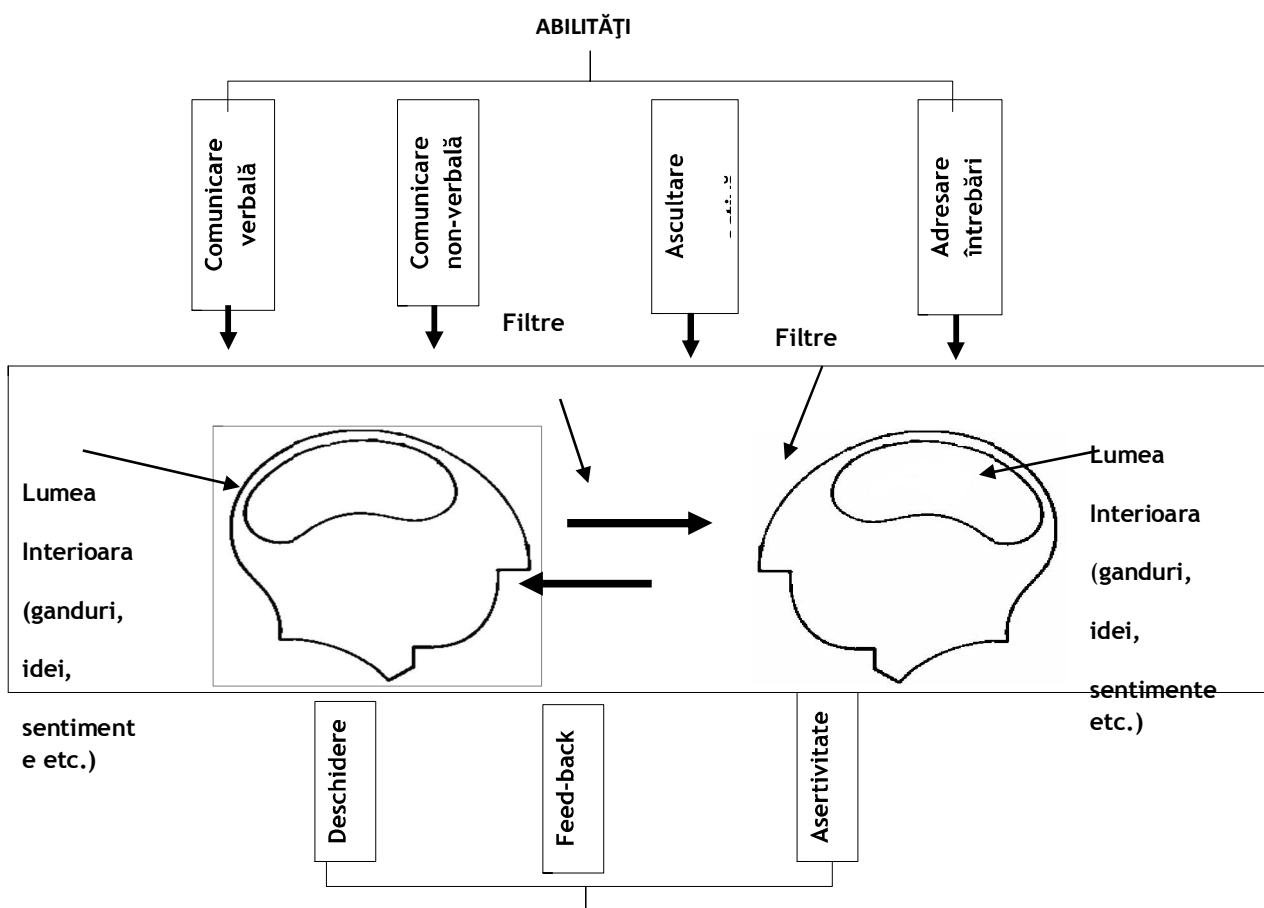 ABILITĂŢI
Comunicare
verbală
Comunicare
non-verbală
Ascultare
Adresare
întrebări
Filtre
Filtre
Lumea
Interioara
(ganduri,
idei,
sentiment
e etc.)
Lumea
Interioara
(ganduri,
idei,
sentimente
etc.)
Deschidere
Feed-back
Asertivitate